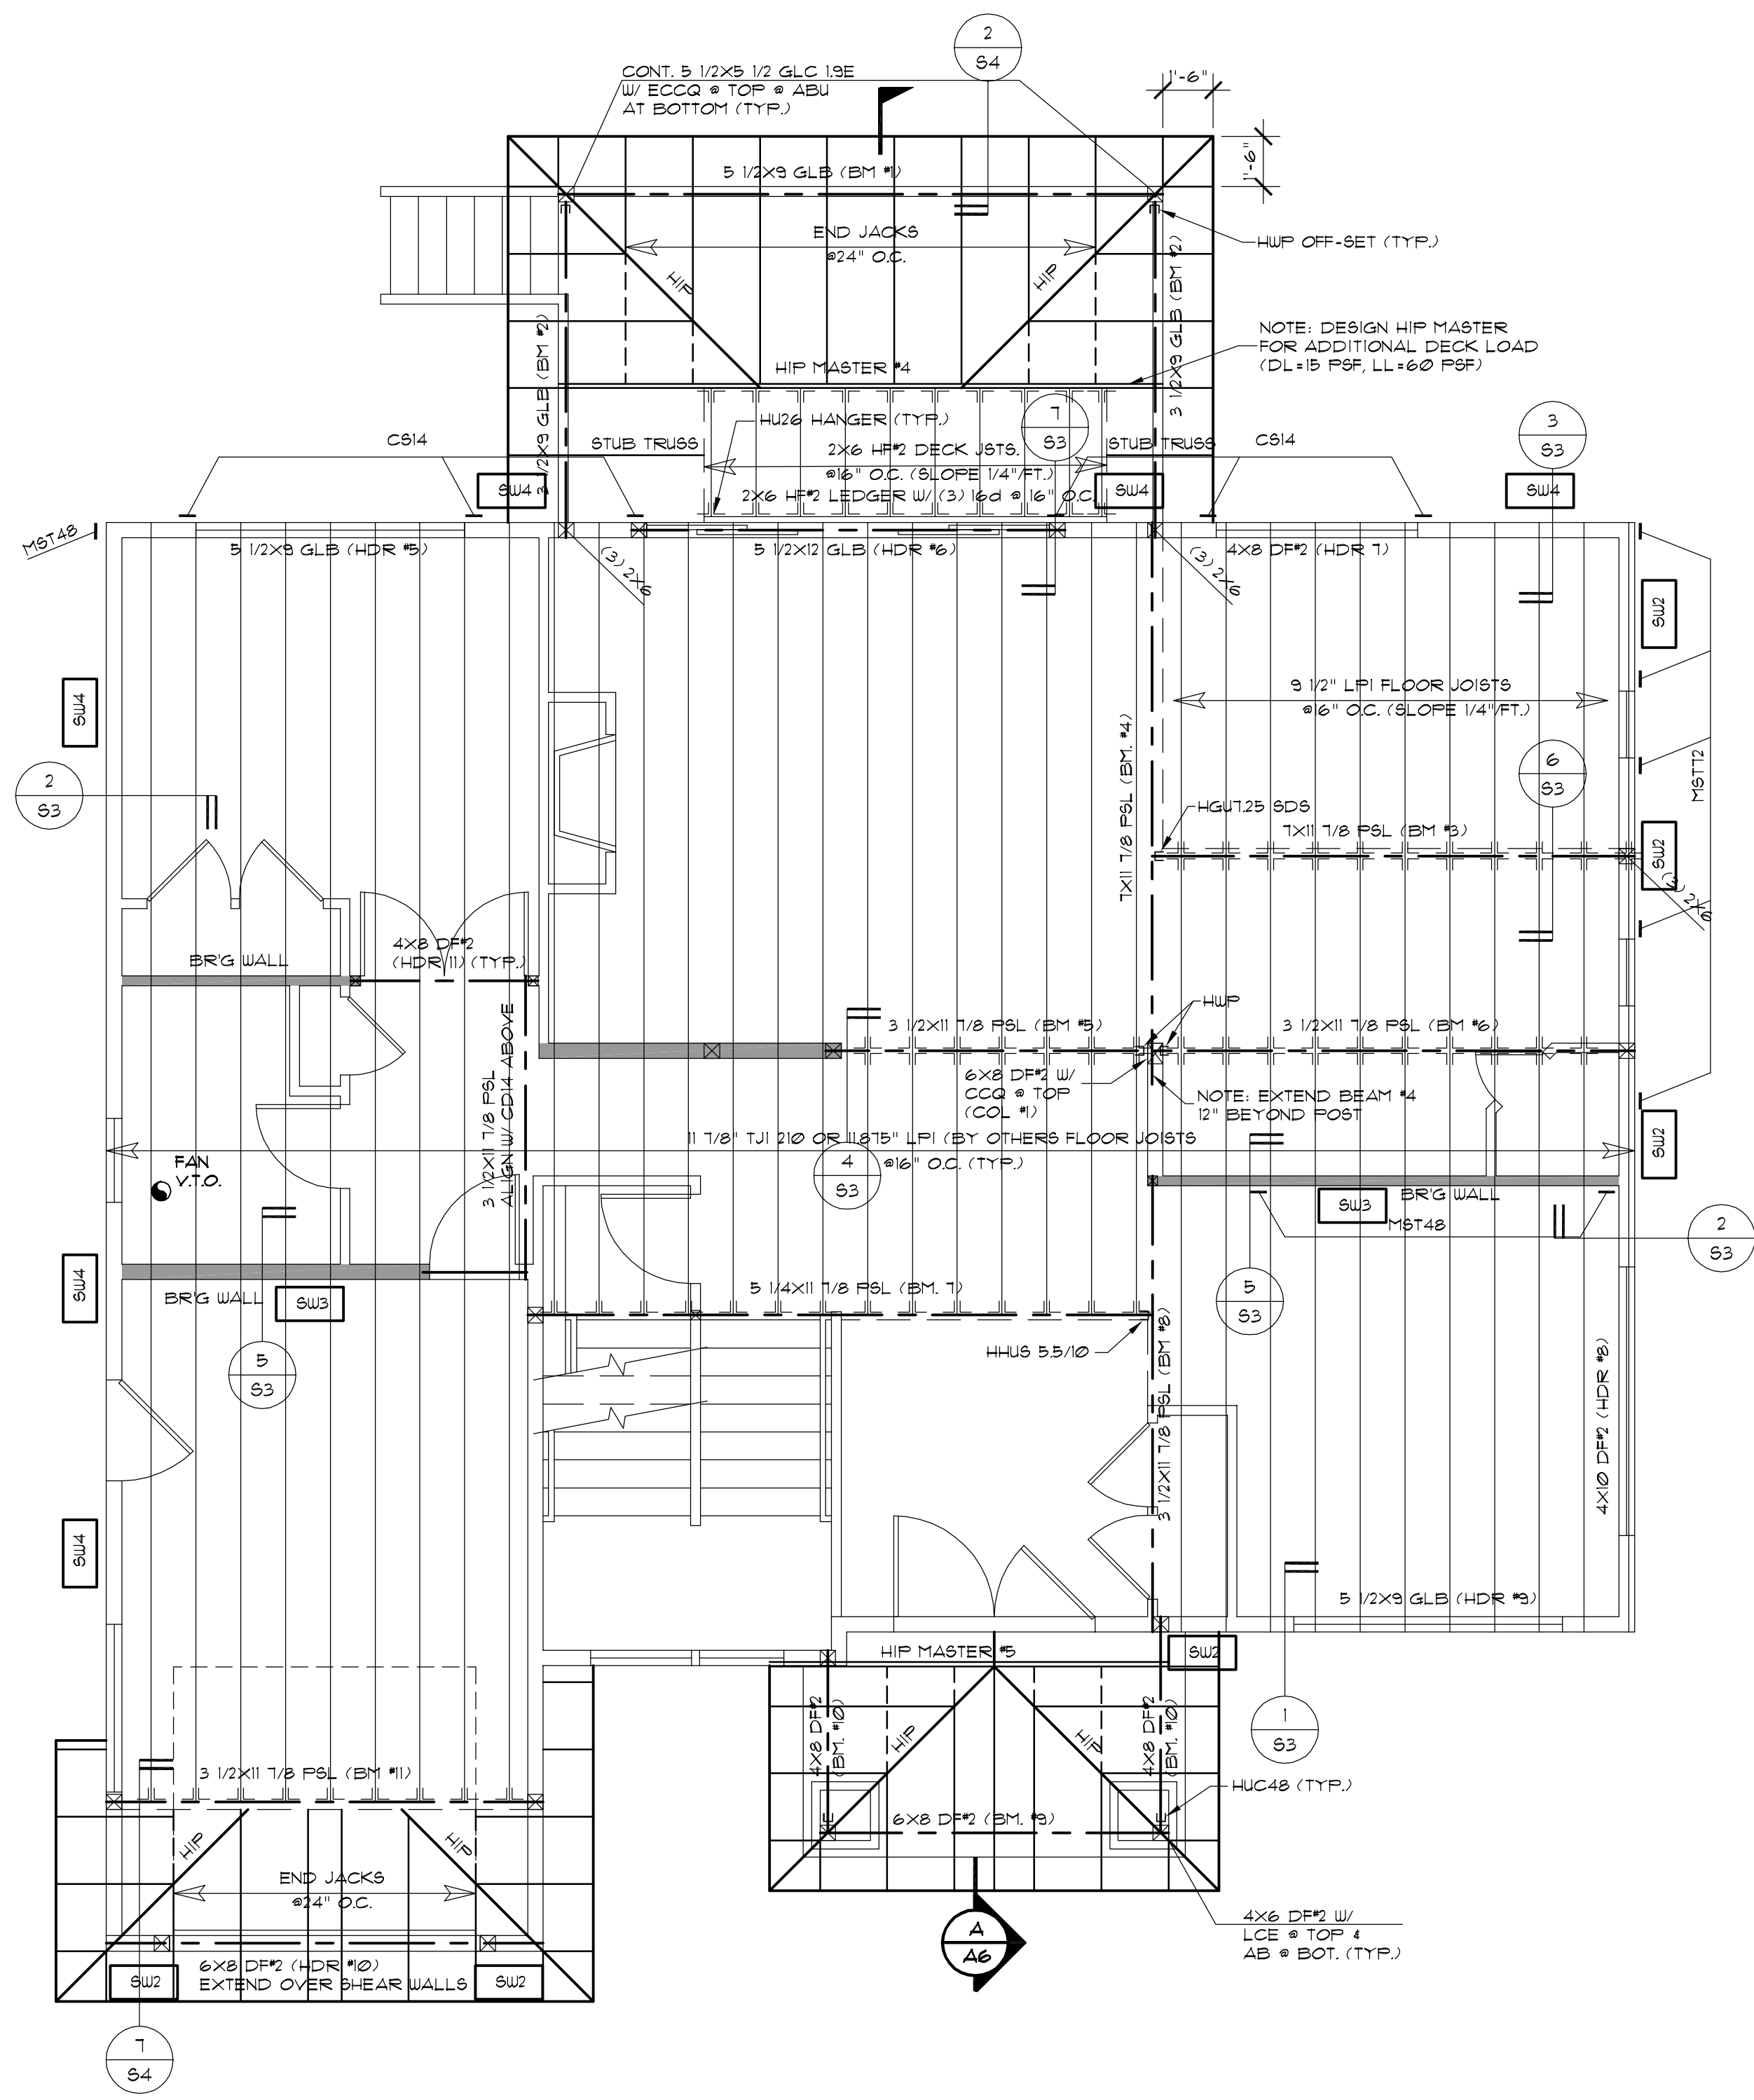 2
S4
CONT. 5 1/2X5 1/2 GLC 1.9E
W/ ECCQ @ TOP @ ABU
AT BOTTOM (TYP.)
1'-6"
1'-6"
5 1/2X9 GLB (BM #1)
END JACKS
@24" O.C.
HIP
HIP
HWP OFF-SET (TYP.)
3 1/2X9 GLB (BM #2)
3 1/2X9 GLB (BM #2)
NOTE: DESIGN HIP MASTER
FOR ADDITIONAL DECK LOAD
(DL=15 PSF, LL=60 PSF)
HIP MASTER #4
HU26 HANGER (TYP.)
7
S3
3
S3
CS14
STUB TRUSS
2X6 HF#2 DECK JSTS.
@16" O.C. (SLOPE 1/4"/FT.)
STUB TRUSS
CS14
SW4
2X6 HF#2 LEDGER W/ (3) 16d @ 16" O.C.
SW4
SW4
MST48
5 1/2X9 GLB (HDR #5)
(3) 2X6
5 1/2X12 GLB (HDR #6)
(3) 2X6
4X8 DF#2 (HDR 7)
SW2
SW4
9 1/2" LPI FLOOR JOISTS
@16" O.C. (SLOPE 1/4"/FT.)
7X11 7/8 PSL (BM. #4)
2
S3
6
S3
MST72
HGU7.25 SDS
7X11 7/8 PSL (BM #3)
SW2
(3) 2X6
BR'G WALL
4X8 DF#2
(HDR 11) (TYP.)
HWP
3 1/2X11 7/8 PSL (BM #5)
3 1/2X11 7/8 PSL (BM #6)
3 1/2X11 7/8 PSL
ALIGN W/ CD14 ABOVE
6X8 DF#2 W/
CCQ @ TOP
(COL #1)
NOTE: EXTEND BEAM #4
12" BEYOND POST
11 7/8" TJI 210 OR 11.875" LPI (BY OTHERS FLOOR JOISTS
@16" O.C. (TYP.)
4
S3
SW2
FAN
V.T.O.
SW3
BR'G WALL
MST48
2
S3
SW4
BR'G WALL
SW3
5 1/4X11 7/8 PSL (BM. 7)
5
S3
5
S3
HHUS 5.5/10
3 1/2X11 7/8 PSL (BM #8)
4X10 DF#2 (HDR #8)
SW4
5 1/2X9 GLB (HDR #9)
HIP MASTER #5
SW2
4X8 DF#2
(BM. #10)
4X8 DF#2
(BM. #10)
HIP
HIP
1
S3
3 1/2X11 7/8 PSL (BM #11)
HUC48 (TYP.)
6X8 DF#2 (BM. #9)
HIP
HIP
END JACKS
@24" O.C.
A
A6
4X6 DF#2 W/
LCE @ TOP &
AB @ BOT. (TYP.)
6X8 DF#2 (HDR #10)
EXTEND OVER SHEAR WALLS
SW2
SW2
7
S4